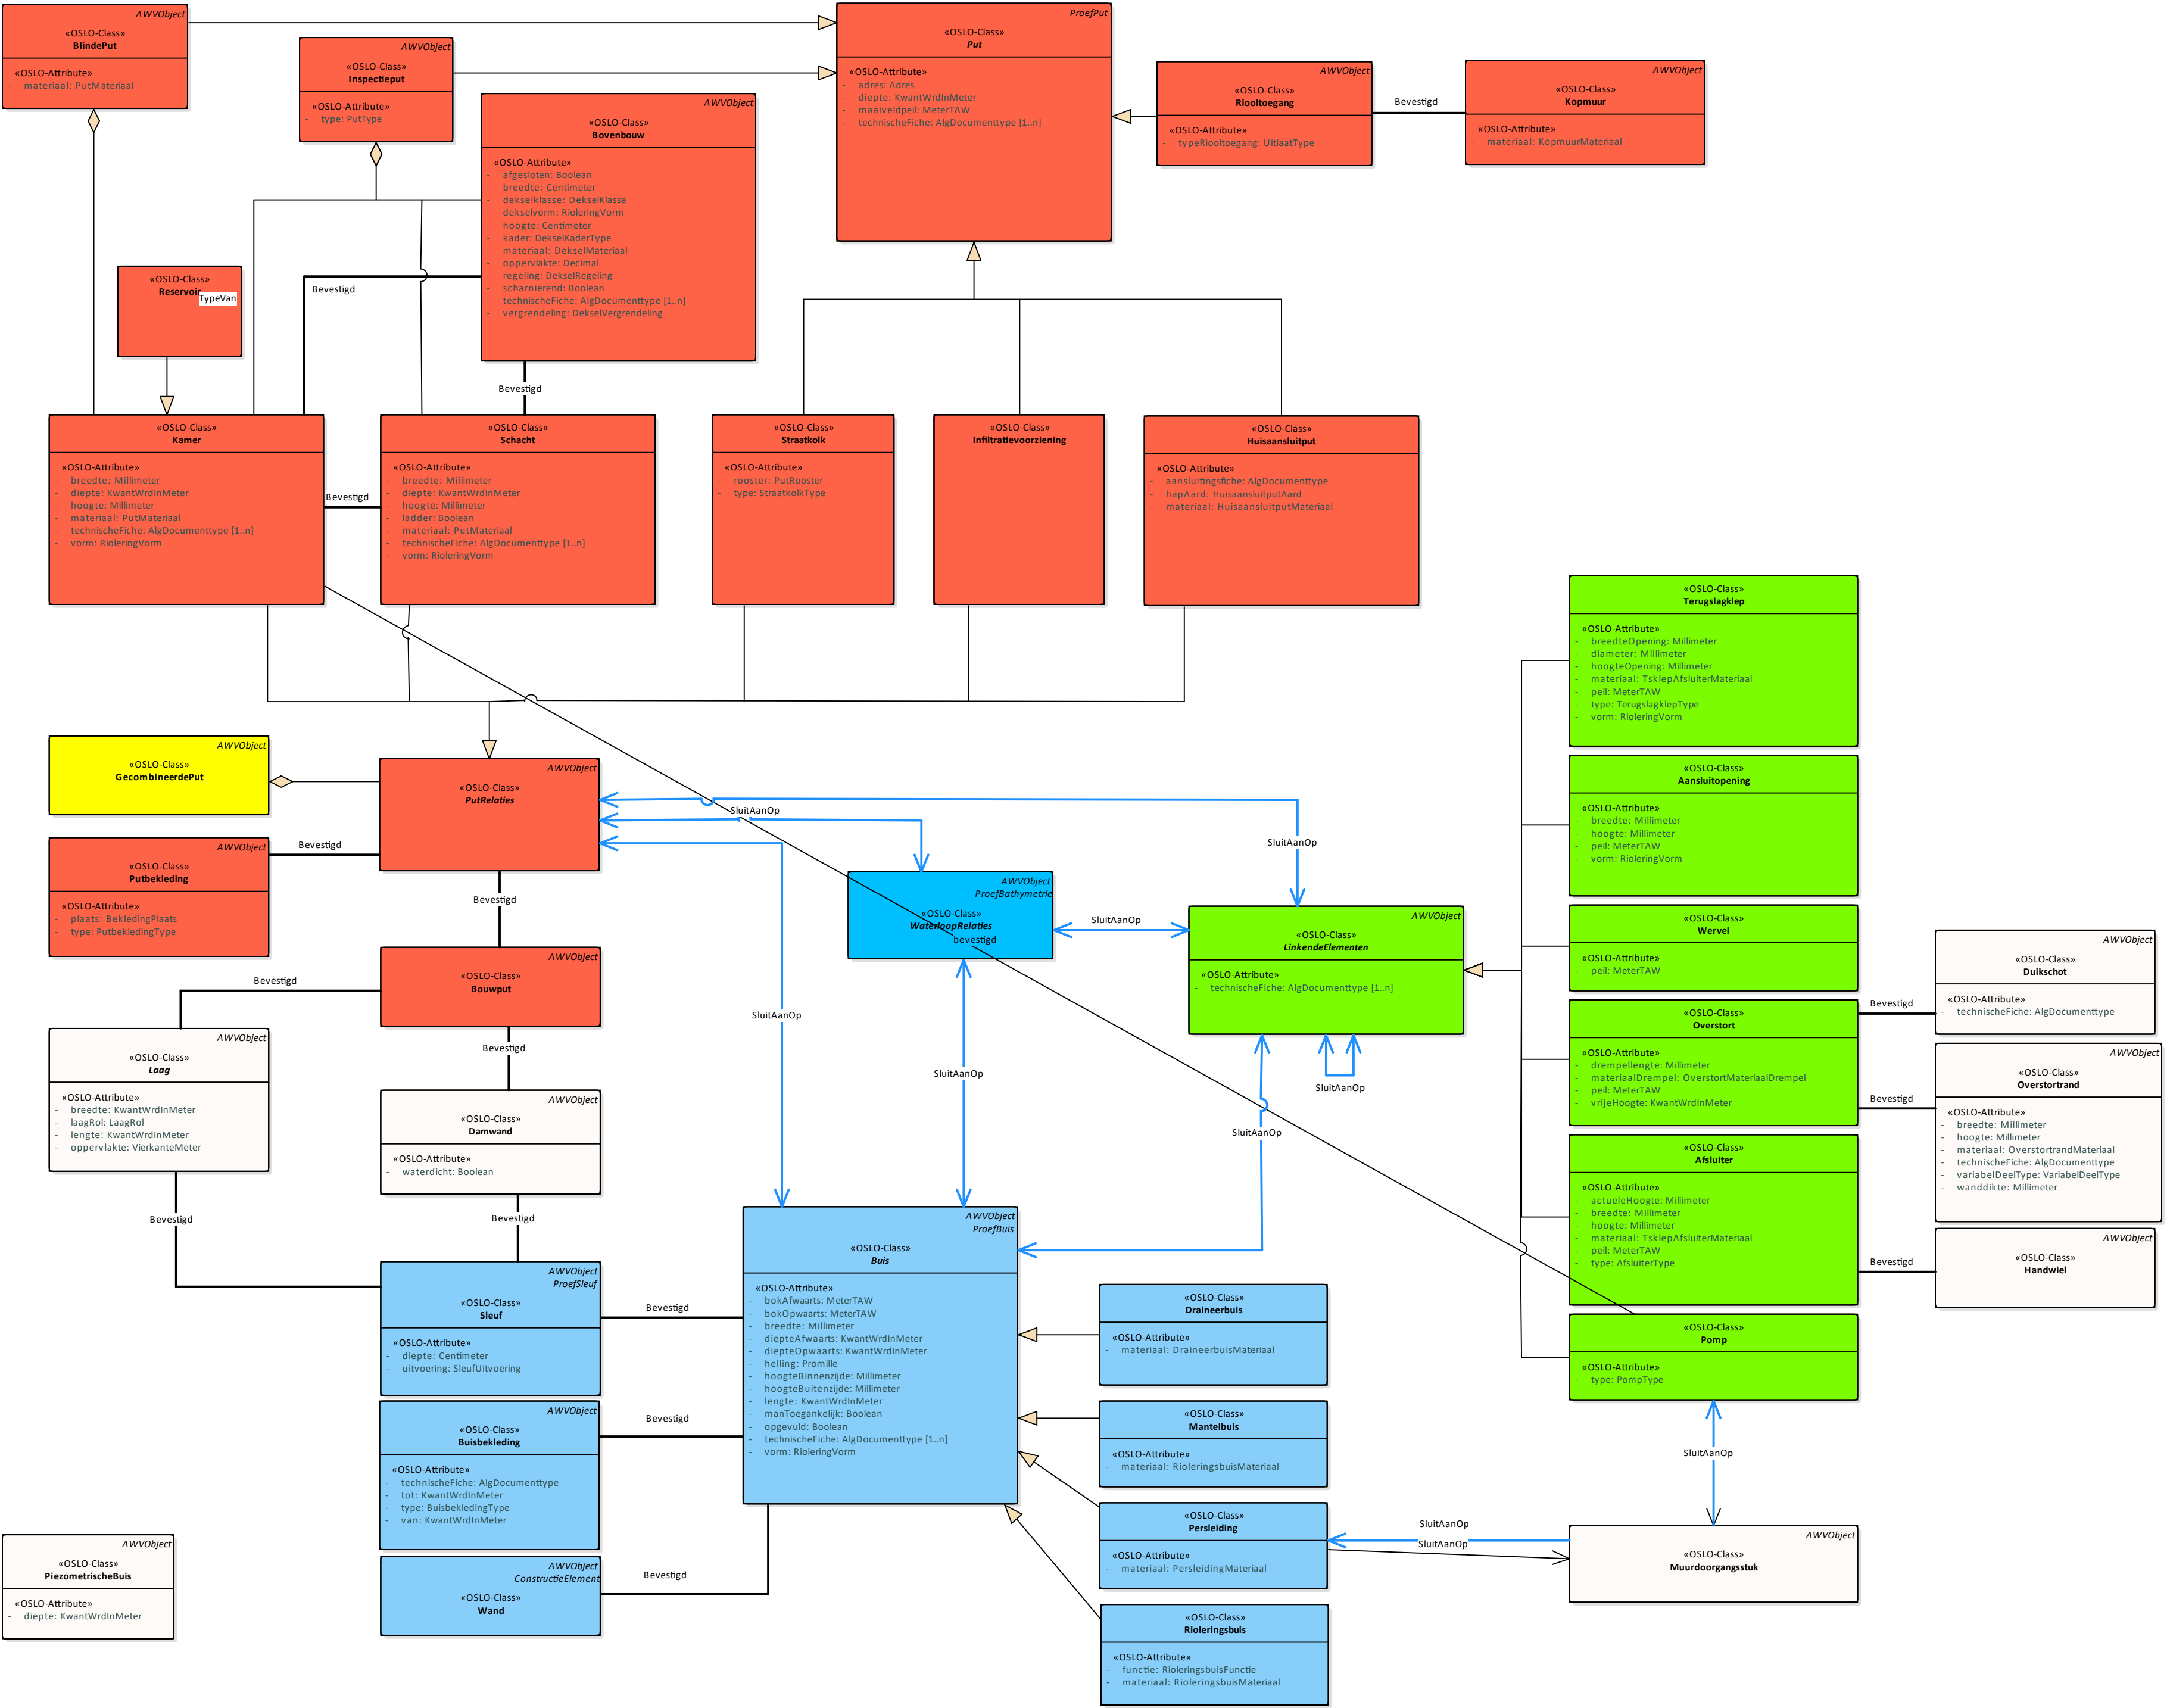 AWVObject
«OSLO-Class»
BlindePut
«OSLO-Attribute»
- materiaal: PutMateriaal
AWVObject
«OSLO-Class»
Inspectieput
«OSLO-Attribute»
- type: PutType
AWVObject
«OSLO-Class»
Bovenbouw
«OSLO-Attribute»
- afgesloten: Boolean
- breedte: Centimeter
- dekselklasse: DekselKlasse
- dekselvorm: RioleringVorm
- hoogte: Centimeter
- kader: DekselKaderType
- materiaal: DekselMateriaal
- oppervlakte: Decimal
- regeling: DekselRegeling
- scharnierend: Boolean
- technischeFiche: AlgDocumenttype [1..n]
- vergrendeling: DekselVergrendeling
ProefPut
«OSLO-Class»
Put
«OSLO-Attribute»
- adres: Adres
- diepte: KwantWrdInMeter
- maaiveldpeil: MeterTAW
- technischeFiche: AlgDocumenttype [1..n]
AWVObject
«OSLO-Class»
Riooltoegang
«OSLO-Attribute»
- typeRiooltoegang: UitlaatType
Bevestigd
AWVObject
«OSLO-Class»
Kopmuur
«OSLO-Attribute»
- materiaal: KopmuurMateriaal
«OSLO-Class»
Reservoir
TypeVan
Bevestigd
Bevestigd
«OSLO-Class»
Kamer
«OSLO-Attribute»
- breedte: Millimeter
- diepte: KwantWrdInMeter
- hoogte: Millimeter
- materiaal: PutMateriaal
- technischeFiche: AlgDocumenttype [1..n]
- vorm: RioleringVorm
Bevestigd
«OSLO-Class»
Schacht
«OSLO-Attribute»
- breedte: Millimeter
- diepte: KwantWrdInMeter
- hoogte: Millimeter
- ladder: Boolean
- materiaal: PutMateriaal
- technischeFiche: AlgDocumenttype [1..n]
- vorm: RioleringVorm
«OSLO-Class»
Straatkolk
«OSLO-Attribute»
- rooster: PutRooster
- type: StraatkolkType
«OSLO-Class»
Infiltratievoorziening
«OSLO-Class»
Huisaansluitput
«OSLO-Attribute»
- aansluitingsfiche: AlgDocumenttype
- hapAard: HuisaansluitputAard
- materiaal: HuisaansluitputMateriaal
«OSLO-Class»
Terugslagklep
«OSLO-Attribute»
- breedteOpening: Millimeter
- diameter: Millimeter
- hoogteOpening: Millimeter
- materiaal: TsklepAfsluiterMateriaal
- peil: MeterTAW
- type: TerugslagklepType
- vorm: RioleringVorm
AWVObject
«OSLO-Class»
GecombineerdePut
AWVObject
«OSLO-Class»
PutRelaties
SluitAanOp
SluitAanOp
«OSLO-Class»
Aansluitopening
«OSLO-Attribute»
- breedte: Millimeter
- hoogte: Millimeter
- peil: MeterTAW
- vorm: RioleringVorm
AWVObject
«OSLO-Class»
Putbekleding
«OSLO-Attribute»
- plaats: BekledingPlaats
- type: PutbekledingType
Bevestigd
Bevestigd
AWVObject
ProefBathymetrie
«OSLO-Class»
WaterloopRelaties
bevestigd
SluitAanOp
AWVObject
«OSLO-Class»
LinkendeElementen
«OSLO-Attribute»
- technischeFiche: AlgDocumenttype [1..n]
SluitAanOp
«OSLO-Class»
Wervel
«OSLO-Attribute»
- peil: MeterTAW
AWVObject
«OSLO-Class»
Bouwput
Bevestigd
Bevestigd
SluitAanOp
SluitAanOp
SluitAanOp
«OSLO-Class»
Overstort
«OSLO-Attribute»
- drempellengte: Millimeter
- materiaalDrempel: OverstortMateriaalDrempel
- peil: MeterTAW
- vrijeHoogte: KwantWrdInMeter
Bevestigd
AWVObject
«OSLO-Class»
Duikschot
«OSLO-Attribute»
- technischeFiche: AlgDocumenttype
Bevestigd
AWVObject
«OSLO-Class»
Overstortrand
«OSLO-Attribute»
- breedte: Millimeter
- hoogte: Millimeter
- materiaal: OverstortrandMateriaal
- technischeFiche: AlgDocumenttype
- variabelDeelType: VariabelDeelType
- wanddikte: Millimeter
AWVObject
«OSLO-Class»
Laag
«OSLO-Attribute»
- breedte: KwantWrdInMeter
- laagRol: LaagRol
- lengte: KwantWrdInMeter
- oppervlakte: VierkanteMeter
AWVObject
«OSLO-Class»
Damwand
«OSLO-Attribute»
- waterdicht: Boolean
Bevestigd
Bevestigd
«OSLO-Class»
Afsluiter
«OSLO-Attribute»
- actueleHoogte: Millimeter
- breedte: Millimeter
- hoogte: Millimeter
- materiaal: TsklepAfsluiterMateriaal
- peil: MeterTAW
- type: AfsluiterType
Bevestigd
AWVObject
«OSLO-Class»
Handwiel
AWVObject
ProefSleuf
«OSLO-Class»
Sleuf
«OSLO-Attribute»
- diepte: Centimeter
- uitvoering: SleufUitvoering
Bevestigd
AWVObject
ProefBuis
«OSLO-Class»
Buis
«OSLO-Attribute»
- bokAfwaarts: MeterTAW
- bokOpwaarts: MeterTAW
- breedte: Millimeter
- diepteAfwaarts: KwantWrdInMeter
- diepteOpwaarts: KwantWrdInMeter
- helling: Promille
- hoogteBinnenzijde: Millimeter
- hoogteBuitenzijde: Millimeter
- lengte: KwantWrdInMeter
- manToegankelijk: Boolean
- opgevuld: Boolean
- technischeFiche: AlgDocumenttype [1..n]
- vorm: RioleringVorm
«OSLO-Class»
Draineerbuis
«OSLO-Attribute»
- materiaal: DraineerbuisMateriaal
«OSLO-Class»
Pomp
«OSLO-Attribute»
- type: PompType
AWVObject
«OSLO-Class»
Buisbekleding
«OSLO-Attribute»
- technischeFiche: AlgDocumenttype
- tot: KwantWrdInMeter
- type: BuisbekledingType
- van: KwantWrdInMeter
Bevestigd
«OSLO-Class»
Mantelbuis
«OSLO-Attribute»
- materiaal: RioleringsbuisMateriaal
SluitAanOp
«OSLO-Class»
Persleiding
«OSLO-Attribute»
- materiaal: PersleidingMateriaal
SluitAanOp
SluitAanOp
AWVObject
«OSLO-Class»
Muurdoorgangsstuk
AWVObject
«OSLO-Class»
PiezometrischeBuis
«OSLO-Attribute»
- diepte: KwantWrdInMeter
AWVObject
ConstructieElement
«OSLO-Class»
Wand
Bevestigd
«OSLO-Class»
Rioleringsbuis
«OSLO-Attribute»
- functie: RioleringsbuisFunctie
- materiaal: RioleringsbuisMateriaal